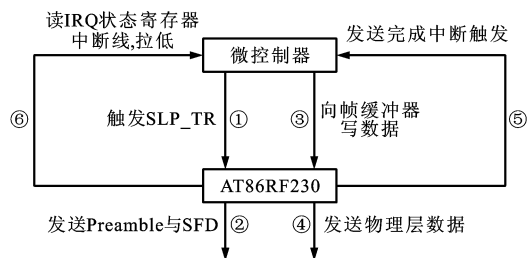 读IRQ状态寄存器
中断线,拉低
发送完成中断触发
微控制器
⑥
触发SLP_TR
①
③
向帧缓冲器
写数据
⑤
AT86RF230
发送Preamble与SFD
②
④
发送物理层数据